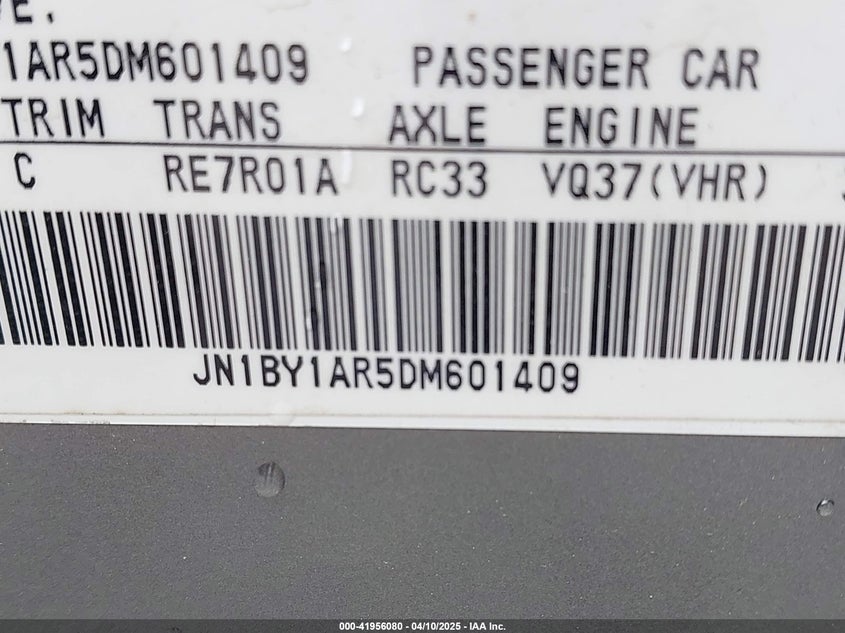 VE.
1AR5DM601409 PASSENGER CAR
TRIM TRANS AXLE ENGINE
C RE7R01A RC33 VQ37(VHR)
JN1BY1AR5DM601409
000-41956080 - 04/10/2025 - IAA Inc.